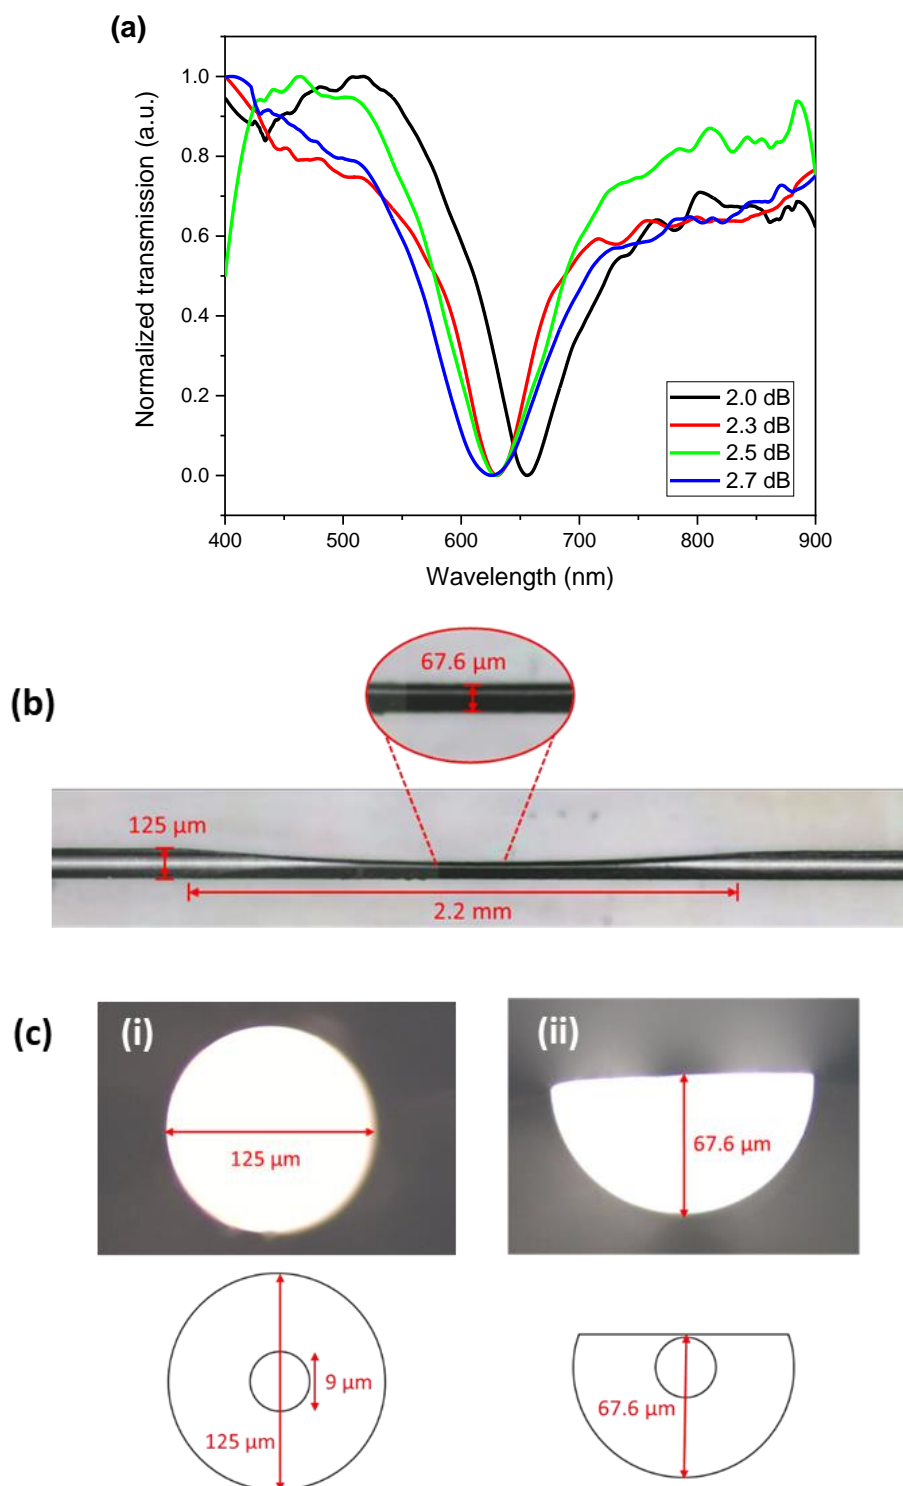 (a)
Normalized transmission (a.u.)
1.0
0.8
0.6
0.4
0.2
0.0
400
500
600
700
800
900
Wavelength (nm)
2.0 dB
2.3 dB
2.5 dB
2.7 dB
(b)
67.6 µm
125 µm
2.2 mm
(c)
(i)
125 µm
(ii)
67.6 µm
9 µm
125 µm
67.6 µm